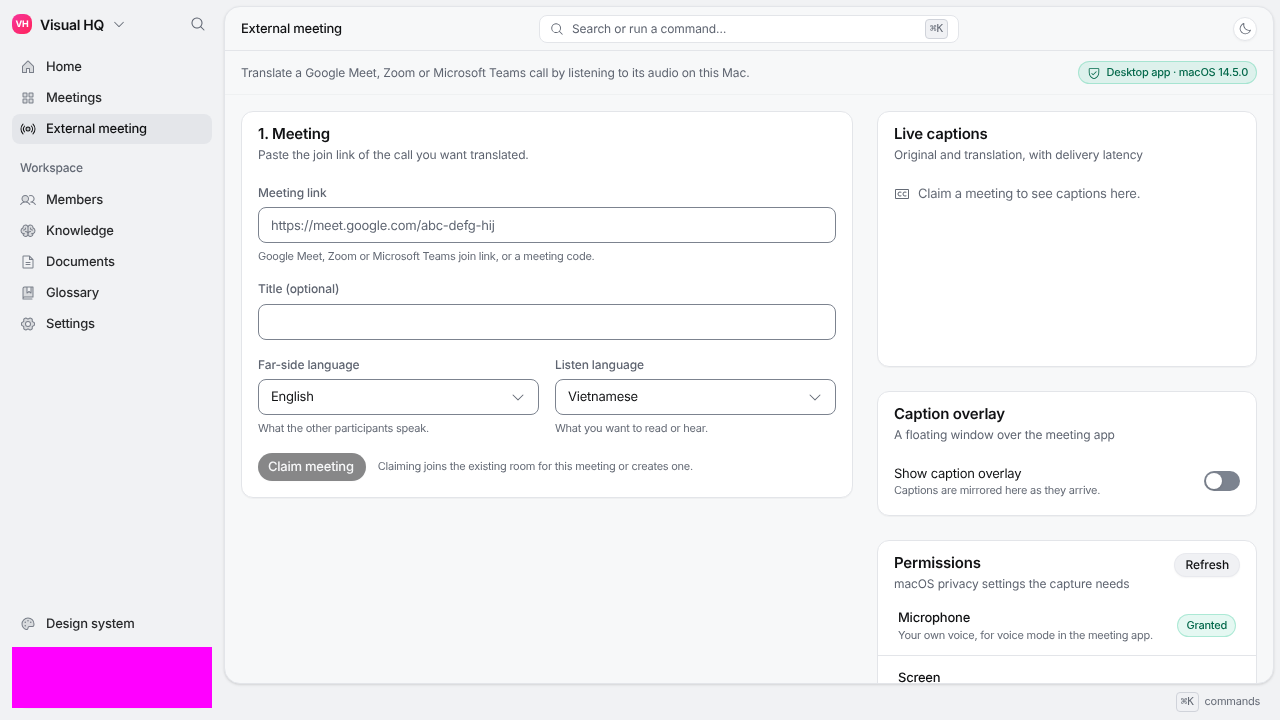 VH Visual HQ
Home
Meetings
External meeting
Workspace
Members
Knowledge
Documents
Glossary
Settings
Design system
External meeting
Search or run a command...
⌘K
Translate a Google Meet, Zoom or Microsoft Teams call by listening to its audio on this Mac.
Desktop app · macOS 14.5.0
1. Meeting
Paste the join link of the call you want translated.
Meeting link
https://meet.google.com/abc-defg-hij
Google Meet, Zoom or Microsoft Teams join link, or a meeting code.
Title (optional)
Far-side language
Listen language
English
Vietnamese
What the other participants speak.
What you want to read or hear.
Claim meeting
Claiming joins the existing room for this meeting or creates one.
Live captions
Original and translation, with delivery latency
CC
Claim a meeting to see captions here.
Caption overlay
A floating window over the meeting app
Show caption overlay
Captions are mirrored here as they arrive.
Permissions
Refresh
macOS privacy settings the capture needs
Microphone
Your own voice, for voice mode in the meeting app.
Granted
Screen
⌘K commands